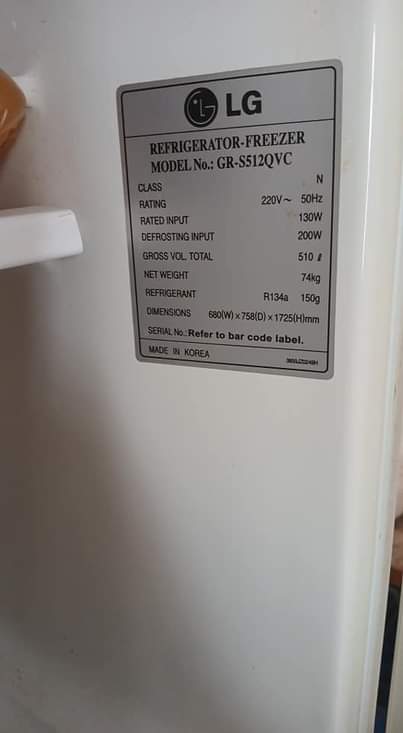 LG
REFRIGERATOR-FREEZER
MODEL No.: GR-S512QVC
CLASS N
RATING 220V~ 50Hz
RATED INPUT 130W
DEFROSTING INPUT 200W
GROSS VOL. TOTAL 510 ℓ
NET WEIGHT 74kg
REFRIGERANT R134a 150g
DIMENSIONS 680(W)×758(D)×1725(H)mm
SERIAL No.: Refer to bar code label.
MADE IN KOREA